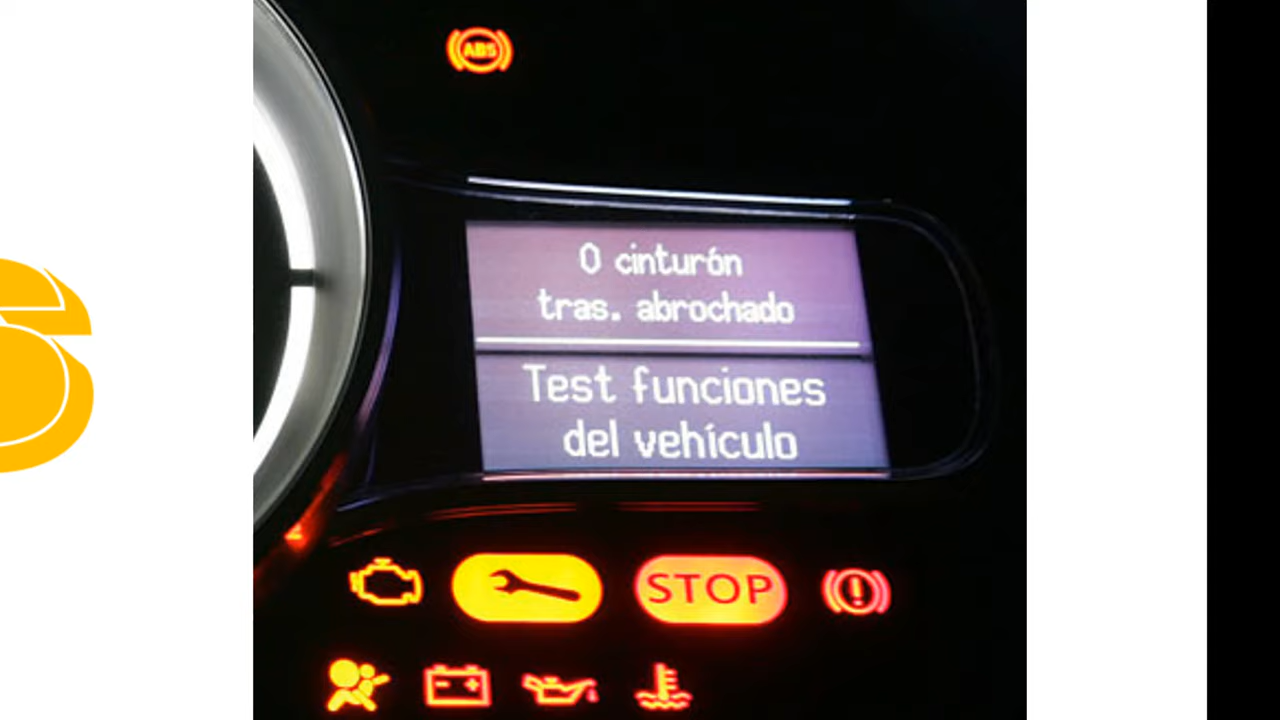 ABS
0 cinturón
tras. abrochado
Test funciones
del vehículo
STOP